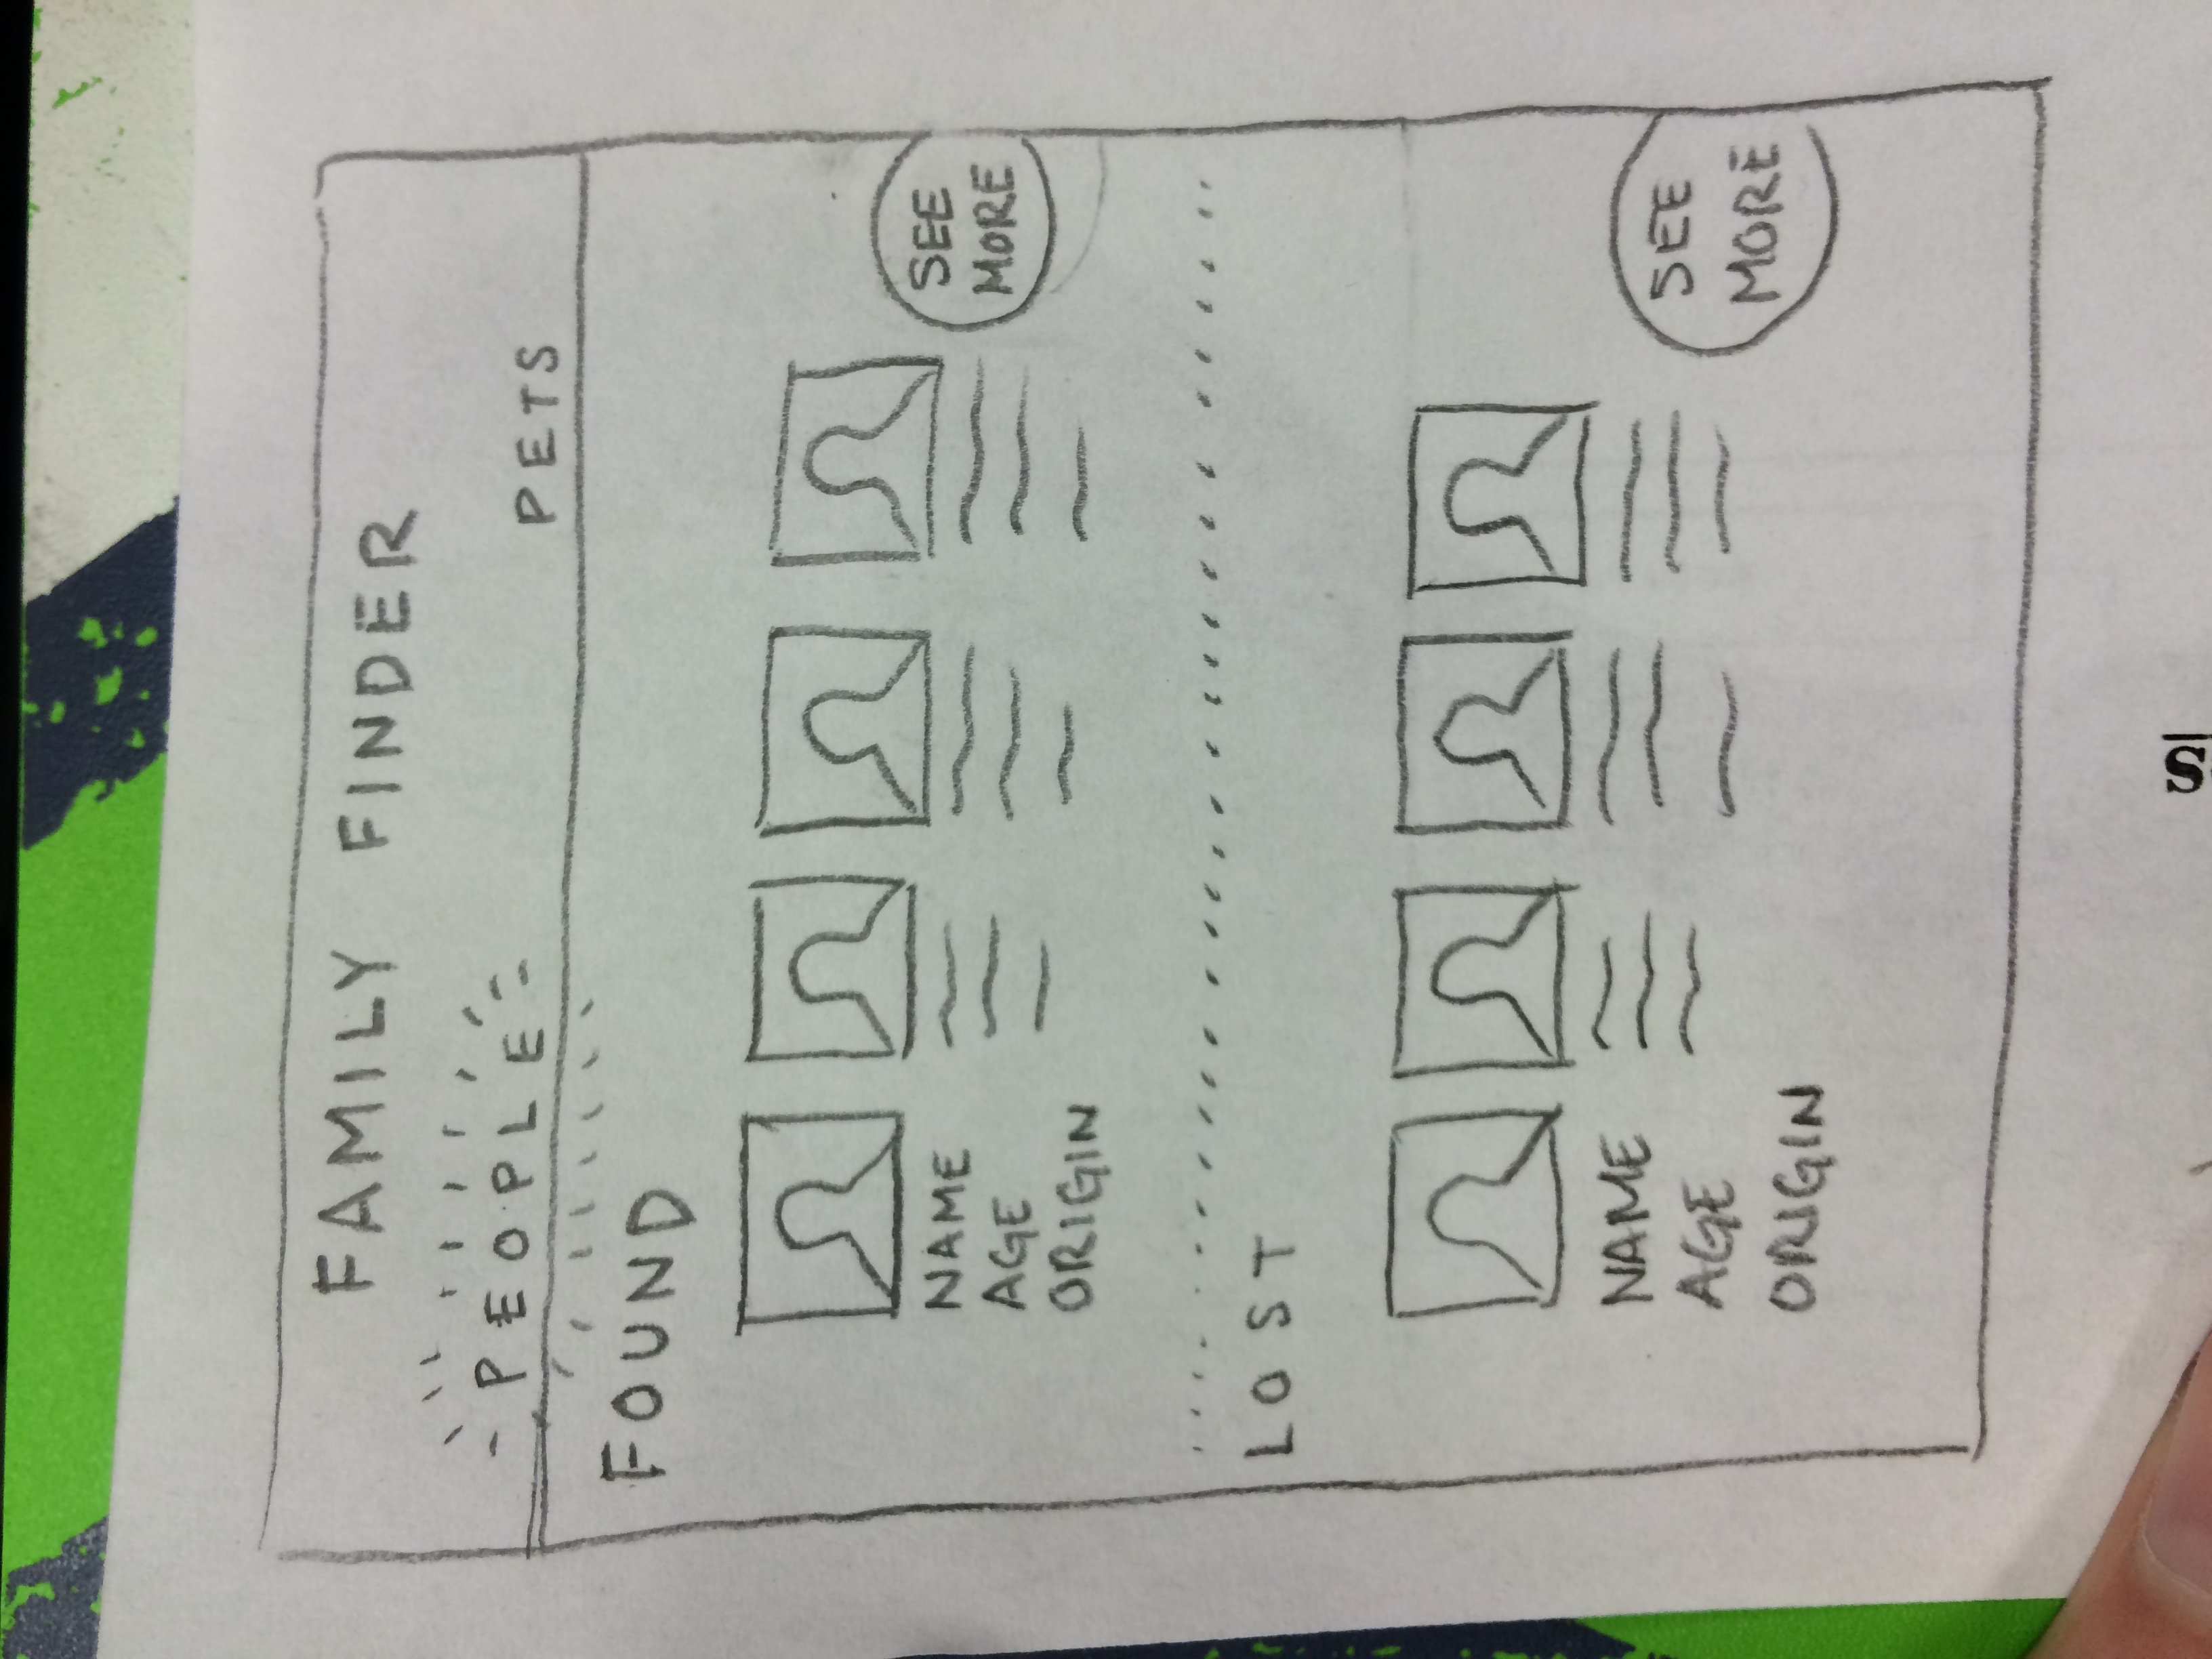 FAMILY FINDER
PEOPLE PETS
FOUND
NAME
AGE
ORIGIN
SEE
MORE
LOST
NAME
AGE
ORIGIN
SEE
MORE
S